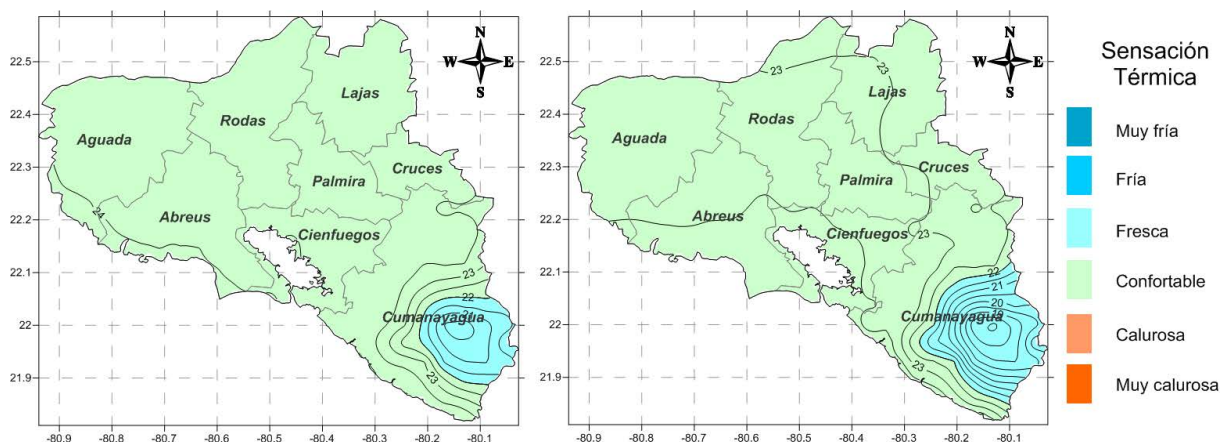 N
W E
S
22.5
22.4
22.3
22.2
22.1
22
21.9
-80.9 -80.8 -80.7 -80.6 -80.5 -80.4 -80.3 -80.2 -80.1
Aguada
Rodas
Lajas
Cruces
Palmira
Abreus
Cienfuegos
Cumanayagua
24
23
22
21
23
N
W E
S
22.5
22.4
22.3
22.2
22.1
22
21.9
-80.9 -80.8 -80.7 -80.6 -80.5 -80.4 -80.3 -80.2 -80.1
23
23
Lajas
Rodas
Aguada
Cruces
Palmira
Abreus
Cienfuegos
23
22
21
20
19
Cumanayagua
23
Sensación
Térmica
Muy fría
Fría
Fresca
Confortable
Calurosa
Muy calurosa